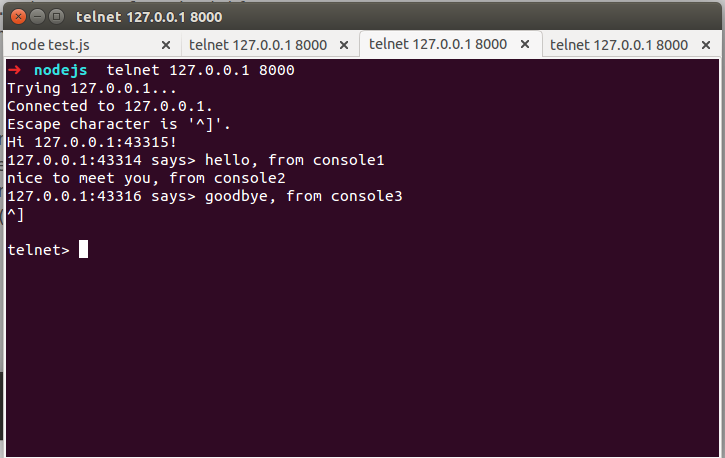 telnet 127.0.0.1 8000
node test.js × telnet 127.0.0.1 8000 × telnet 127.0.0.1 8000 × telnet 127.0.0.1 8000 ×
➜ nodejs telnet 127.0.0.1 8000
Trying 127.0.0.1...
Connected to 127.0.0.1.
Escape character is '^]'.
Hi 127.0.0.1:43315!
127.0.0.1:43314 says> hello, from console1
nice to meet you, from console2
127.0.0.1:43316 says> goodbye, from console3
^]
telnet>